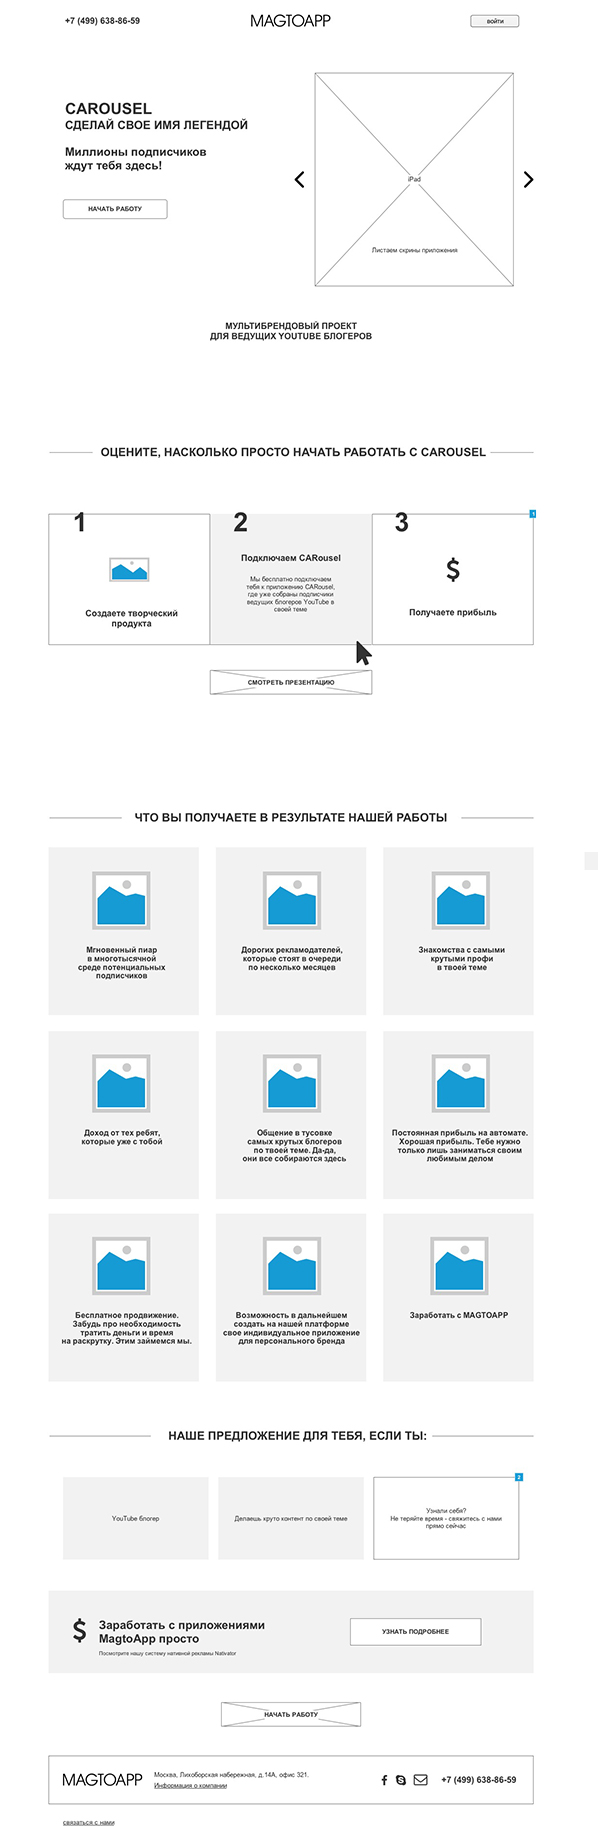 +7 (499) 638-86-59
MAGTOAPP
войти
CAROUSEL
СДЕЛАЙ СВОЕ ИМЯ ЛЕГЕНДОЙ
Миллионы подписчиков
ждут тебя здесь!
НАЧАТЬ РАБОТУ
iPad
Листаем скрины приложения
МУЛЬТИБРЕНДОВЫЙ ПРОЕКТ
ДЛЯ ВЕДУЩИХ YOUTUBE БЛОГЕРОВ
ОЦЕНИТЕ, НАСКОЛЬКО ПРОСТО НАЧАТЬ РАБОТАТЬ С CAROUSEL
1
Создаете творческий
продукта
2
Подключаем CARousel
Мы бесплатно подключаем
тебя к приложению CARousel,
где уже собраны подписчики
ведущих блогеров YouTube в
своей теме
3
1
$
Получаете прибыль
СМОТРЕТЬ ПРЕЗЕНТАЦИЮ
ЧТО ВЫ ПОЛУЧАЕТЕ В РЕЗУЛЬТАТЕ НАШЕЙ РАБОТЫ
Мгновенный пиар
в многотысячной
среде потенциальных
подписчиков
Дорогих рекламодателей,
которые стоят в очереди
по несколько месяцев
Знакомства с самыми
крутыми профи
в твоей теме
Доход от тех ребят,
которые уже с тобой
Общение в тусовке
самых крутых блогеров
по твоей теме. Да-да,
они все собираются здесь
Постоянная прибыль на автомате.
Хорошая прибыль. Тебе нужно
только лишь заниматься своим
любимым делом
Бесплатное продвижение.
Забудь про необходимость
тратить деньги и время
на раскрутку. Этим займемся мы.
Возможность в дальнейшем
создать на нашей платформе
свое индивидуальное приложение
для персонального бренда
Заработать с MAGTOAPP
НАШЕ ПРЕДЛОЖЕНИЕ ДЛЯ ТЕБЯ, ЕСЛИ ТЫ:
YouTube блогер
Делаешь круто контент по своей теме
2
Узнали себя?
Не теряйте время - свяжитесь с нами
прямо сейчас
$
Заработать с приложениями
MagtoApp просто
Посмотрите нашу систему нативной рекламы Nativator
УЗНАТЬ ПОДРОБНЕЕ
НАЧАТЬ РАБОТУ
MAGTOAPP
Москва, Лихоборская набережная, д.14А, офис 321.
Информация о компании
+7 (499) 638-86-59
связаться с нами